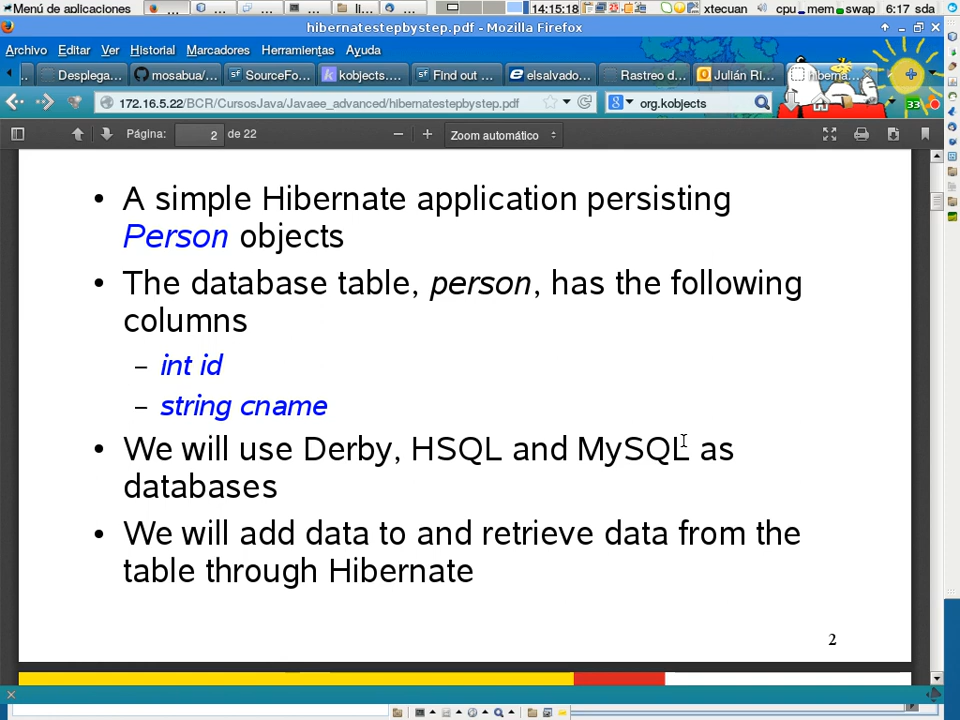 Menú de aplicaciones ... ... ... ... li... ... 14:15:18 xtecuan cpu mem swap 6:17 sda
hibernatestepbystep.pdf - Mozilla Firefox
Archivo Editar Ver Historial Marcadores Herramientas Ayuda
... Desplega... mosabua/... SourceFo... kobjects.... Find out ... elsalvado... Rastreo d... Julián RI... hiberna...
172.16.5.22/BCR/CursosJava/Javaee_advanced/hibernatestepbystep.pdf org.kobjects 33
Página: 2 de 22 Zoom automático
• A simple Hibernate application persisting
Person objects
• The database table, person, has the following
columns
– int id
– string cname
• We will use Derby, HSQL and MySQL as
databases
• We will add data to and retrieve data from the
table through Hibernate
2